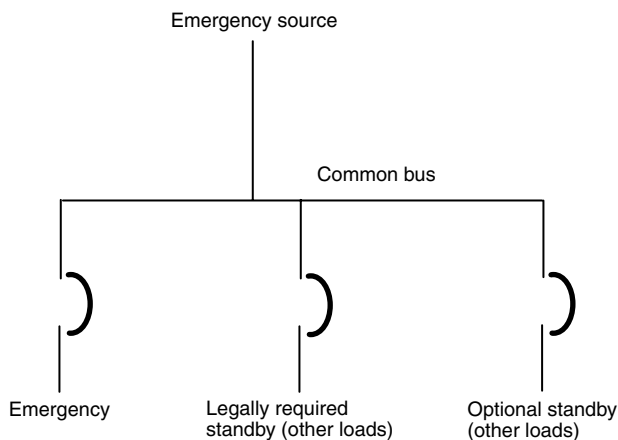 Emergency source
Common bus
Emergency
Legally required
standby (other loads)
Optional standby
(other loads)